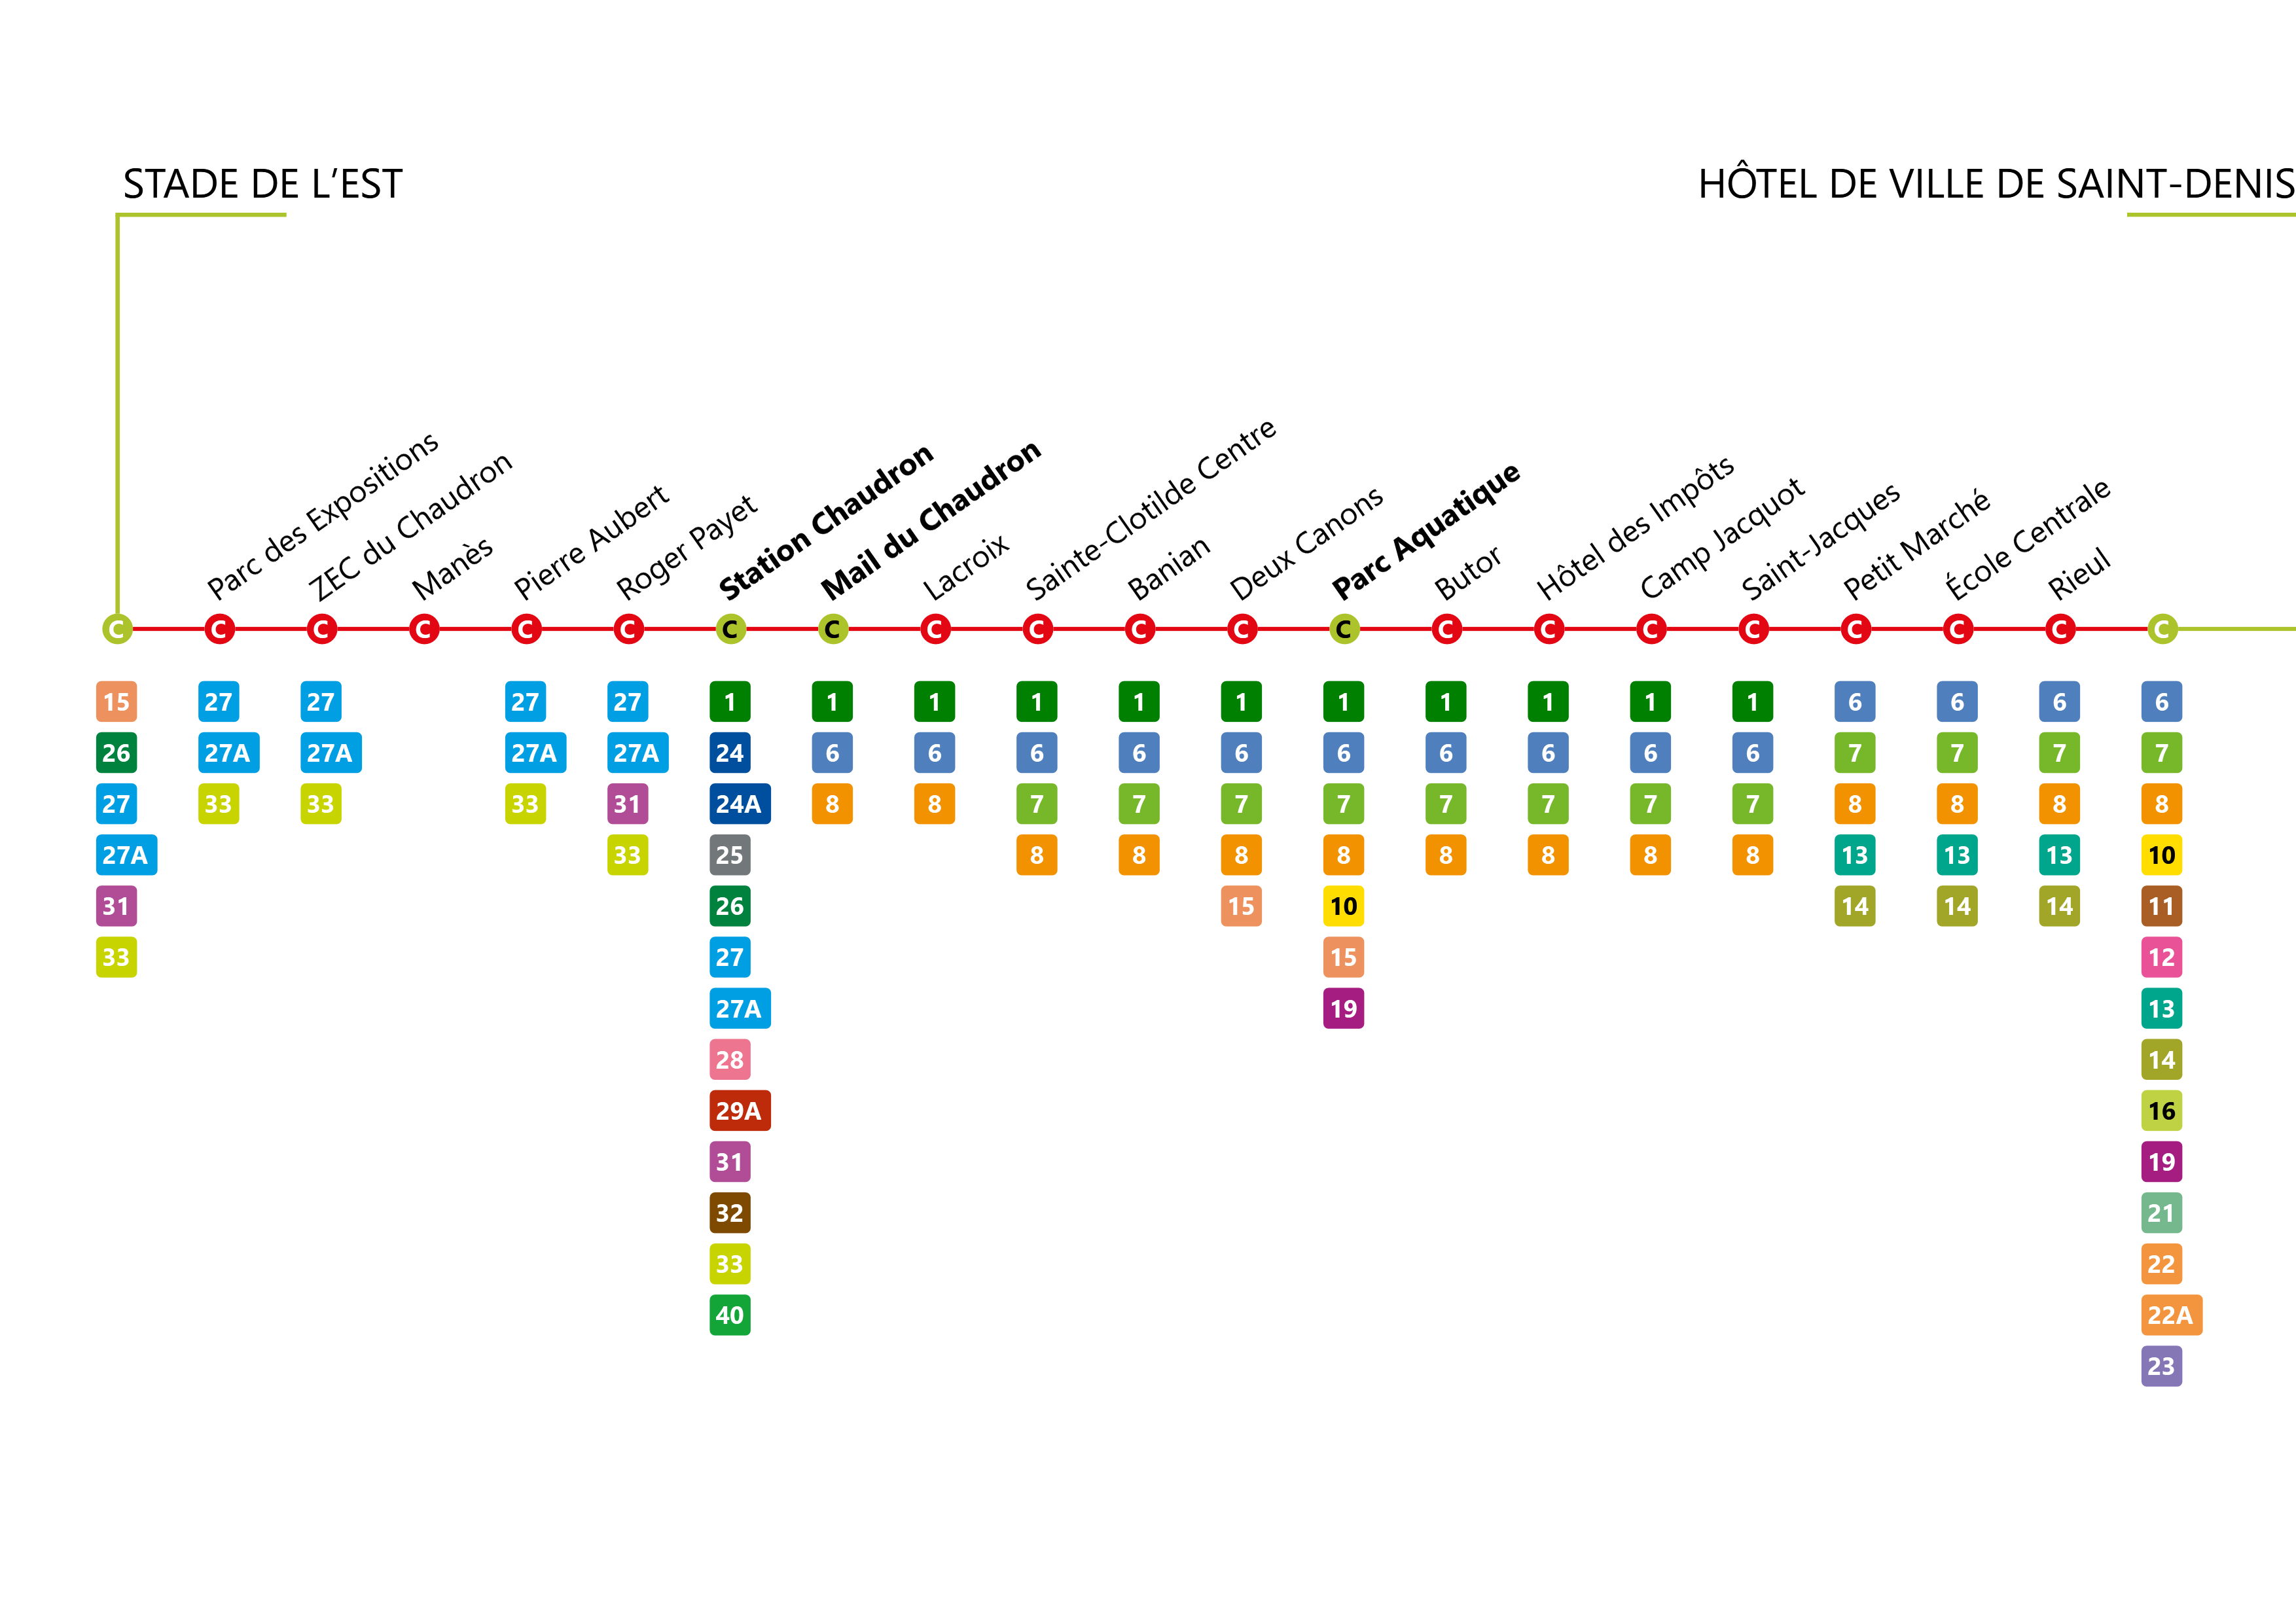 STADE DE L’EST
HÔTEL DE VILLE DE SAINT-DENIS
Parc des Expositions
ZEC du Chaudron
Manès
Pierre Aubert
Roger Payet
Station Chaudron
Mail du Chaudron
Lacroix
Sainte-Clotilde Centre
Banian
Deux Canons
Parc Aquatique
Butor
Hôtel des Impôts
Camp Jacquot
Saint-Jacques
Petit Marché
École Centrale
Rieul
C C C C C C C C C C C C C C C C C C C C C
15 27 27 27 27 1 1 1 1 1 1 1 1 1 1 1 6 6 6 6
26 27A 27A 27A 27A 24 6 6 6 6 6 6 6 6 6 6 7 7 7 7
27 33 33 33 31 24A 8 8 7 7 7 7 7 7 7 7 8 8 8 8
27A 33 25 8 8 8 8 8 8 8 8 13 13 13 10
31 26 15 10 14 14 14 11
33 27 15 12
27A 19 13
28 14
29A 16
31 19
32 21
33 22
40 22A
23